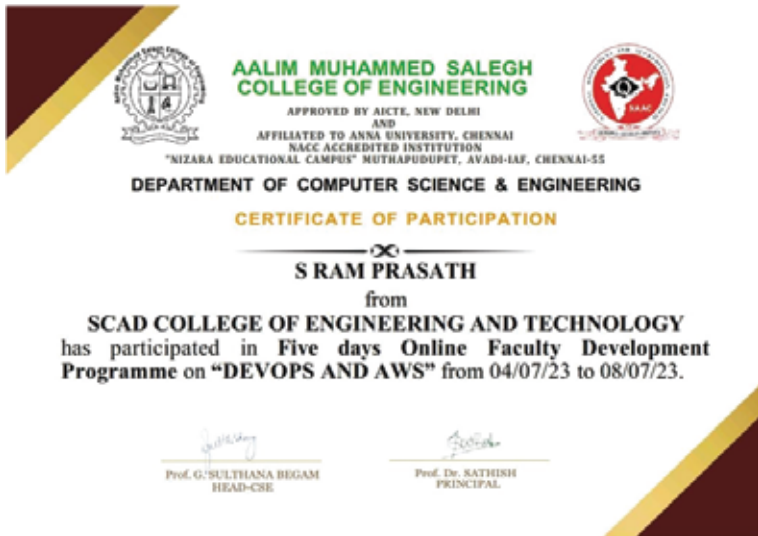 AALIM MUHAMMED SALEGH
COLLEGE OF ENGINEERING
APPROVED BY AICTE, NEW DELHI
AND
AFFILIATED TO ANNA UNIVERSITY, CHENNAI
NACC ACCREDITED INSTITUTION
"NIZARA EDUCATIONAL CAMPUS" MUTHAPUDUPET, AVADI-IAF, CHENNAI-55
DEPARTMENT OF COMPUTER SCIENCE & ENGINEERING
CERTIFICATE OF PARTICIPATION
S RAM PRASATH
from
SCAD COLLEGE OF ENGINEERING AND TECHNOLOGY
has participated in Five days Online Faculty Development
Programme on “DEVOPS AND AWS” from 04/07/23 to 08/07/23.
Prof. G. SULTHANA BEGAM
HEAD-CSE
Prof. Dr. SATHISH
PRINCIPAL